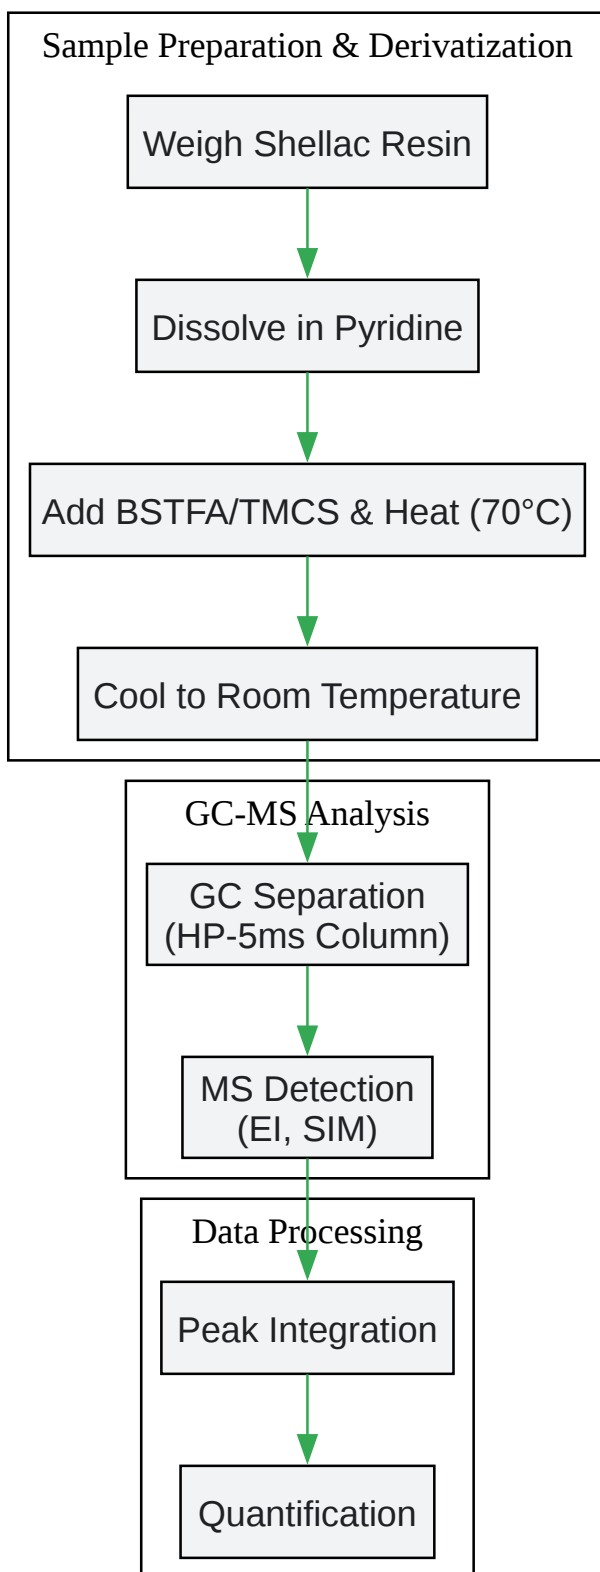 Sample Preparation & Derivatization
Weigh Shellac Resin
Dissolve in Pyridine
Add BSTFA/TMCS & Heat (70°C)
Cool to Room Temperature
GC-MS Analysis
GC Separation
(HP-5ms Column)
MS Detection
(EI, SIM)
Data Processing
Peak Integration
Quantification